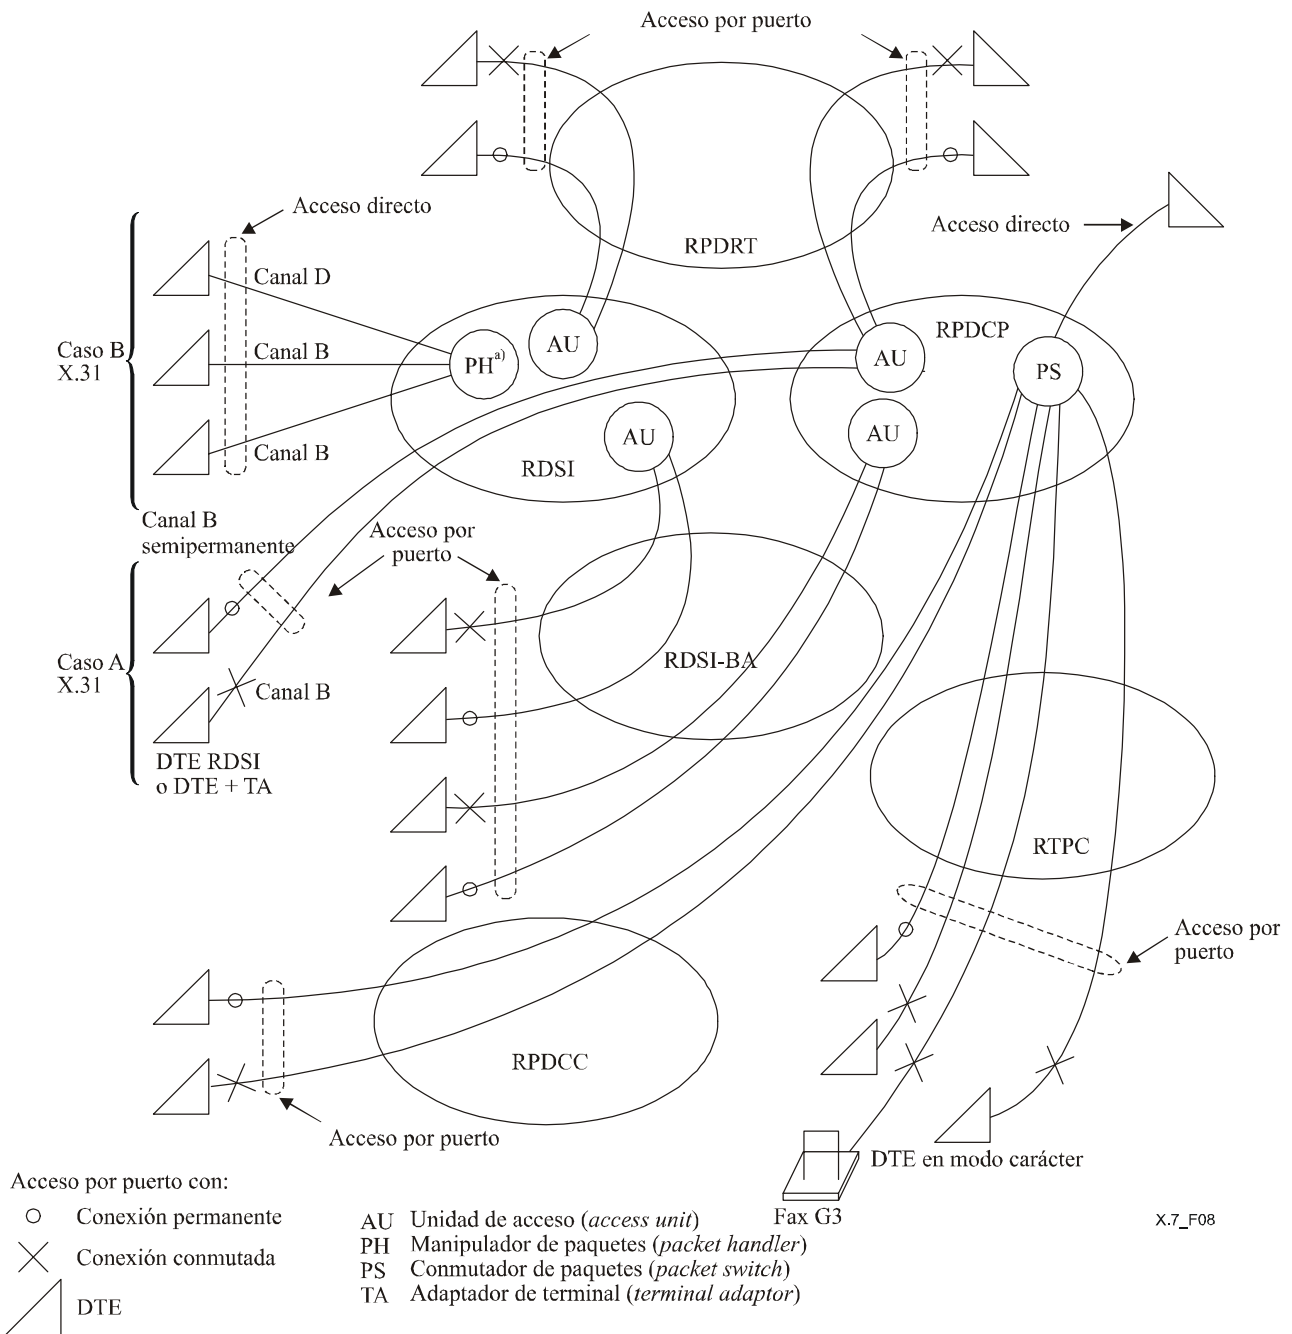 Acceso por puerto
Acceso directo
RPDRT
Acceso directo
Canal D
Caso B
X.31
Canal B
PH a)
AU
RPDCP
AU
PS
Canal B
AU
AU
RDSI
Canal B
semipermanente
Acceso por
puerto
Caso A
X.31
RDSI-BA
Canal B
DTE RDSI
o DTE + TA
RTPC
Acceso por
puerto
RPDCC
Acceso por puerto
DTE en modo carácter
Fax G3
Acceso por puerto con:
Conexión permanente
Conexión conmutada
DTE
AU Unidad de acceso (access unit)
PH Manipulador de paquetes (packet handler)
PS Conmutador de paquetes (packet switch)
TA Adaptador de terminal (terminal adaptor)
X.7_F08